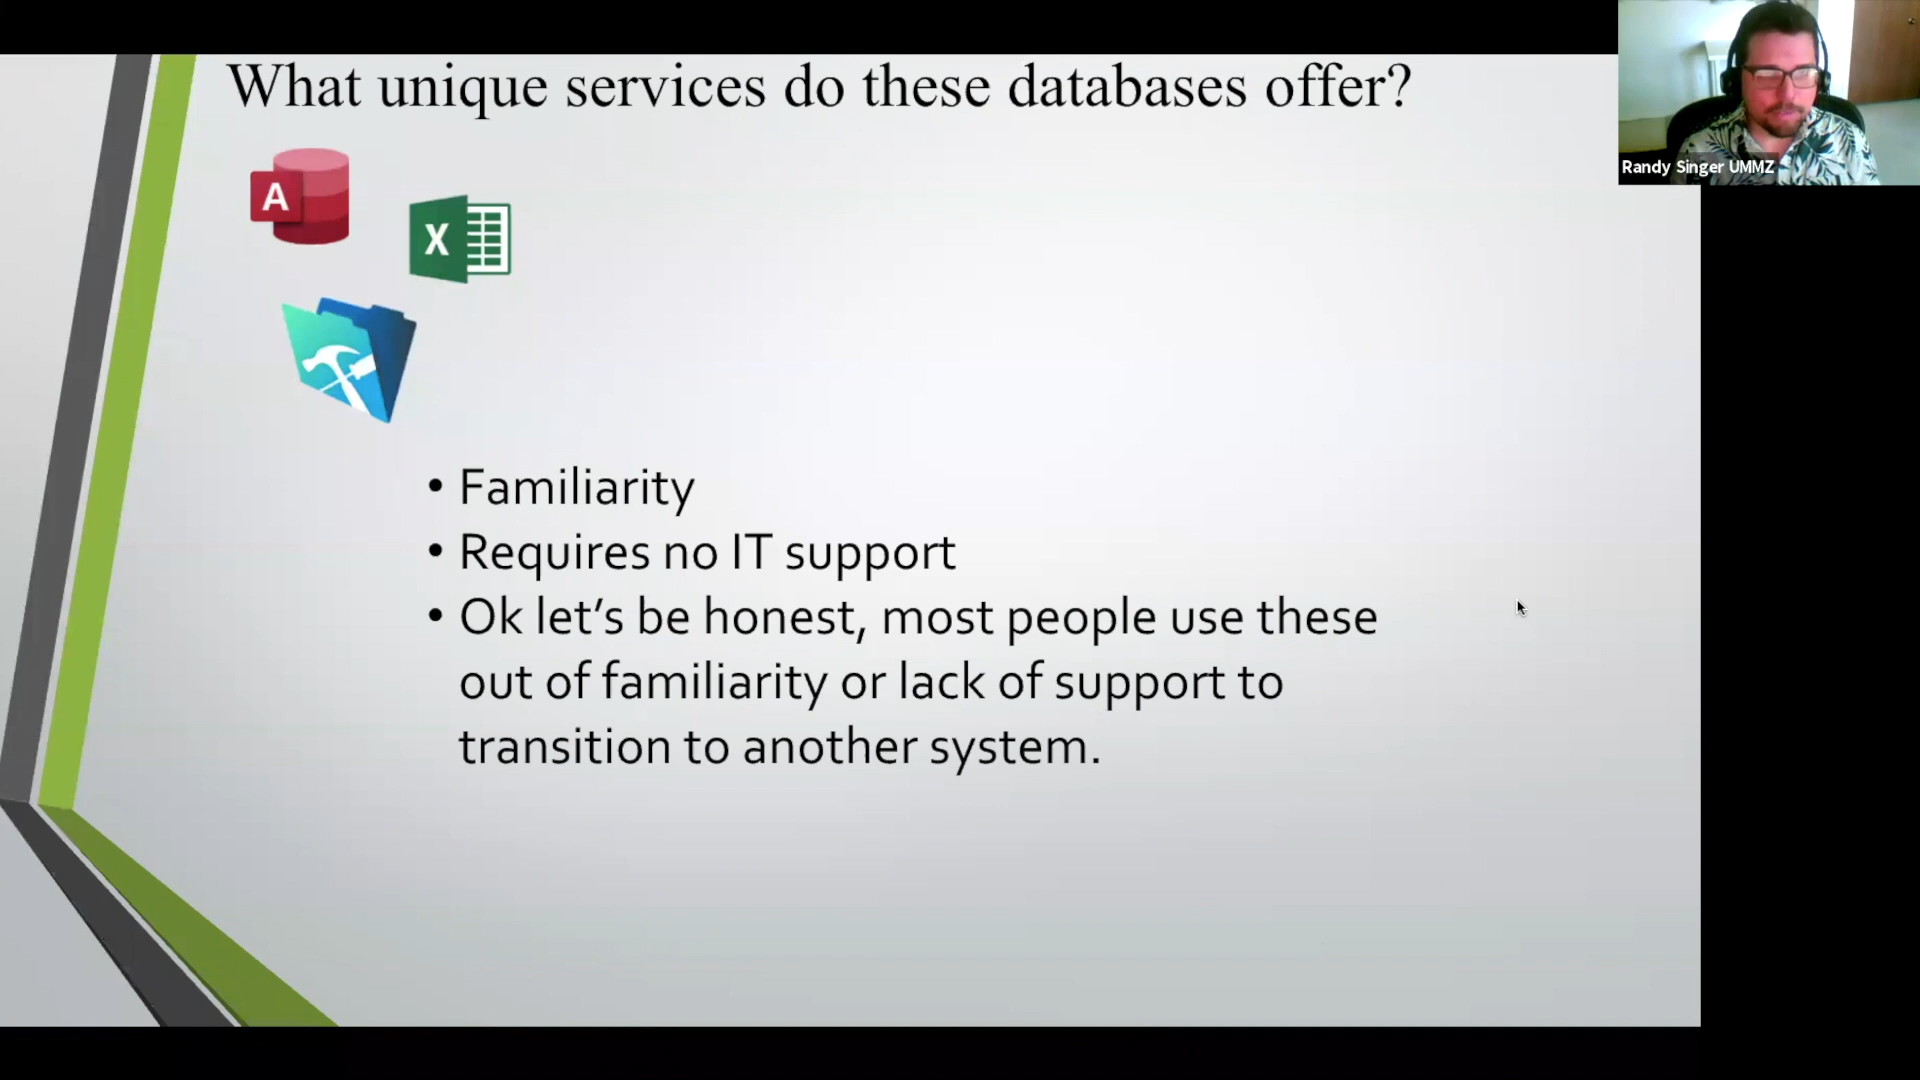 What unique services do these databases offer?
A
X
• Familiarity
• Requires no IT support
• Ok let’s be honest, most people use these
out of familiarity or lack of support to
transition to another system.
Randy Singer UMMZ